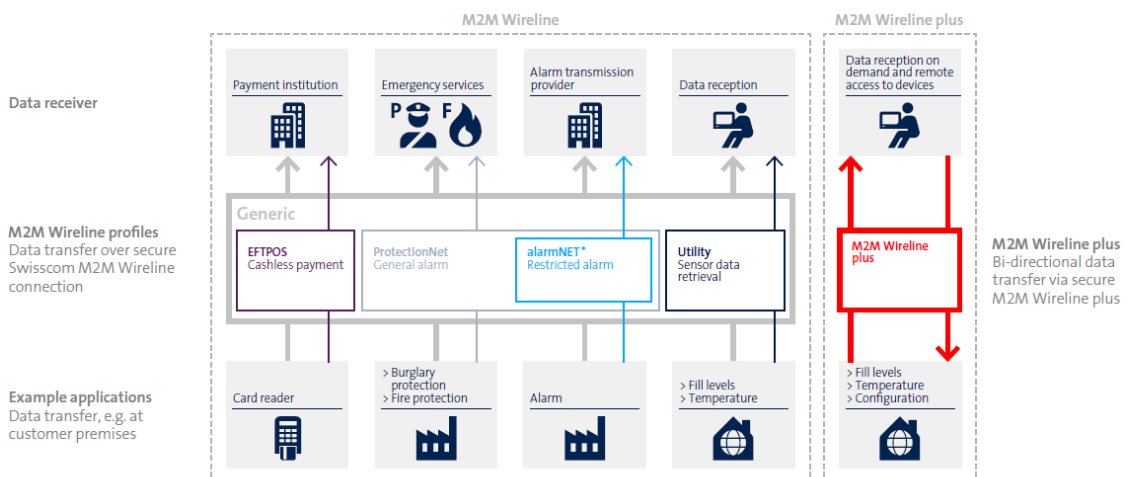 M2M Wireline
M2M Wireline plus
Data receiver
Payment institution
Emergency services
P
F
Alarm transmission
provider
Data reception
Data reception on
demand and remote
access to devices
M2M Wireline profiles
Data transfer over secure
Swisscom M2M Wireline
connection
Generic
EFTPOS
Cashless payment
ProtectionNet
General alarm
alarmNET*
Restricted alarm
Utility
Sensor data
retrieval
M2M Wireline
plus
M2M Wireline plus
Bi-directional data
transfer via secure
M2M Wireline plus
Example applications
Data transfer, e.g. at
customer premises
Card reader
> Burglary
protection
> Fire protection
Alarm
> Fill levels
> Temperature
> Fill levels
> Temperature
> Configuration